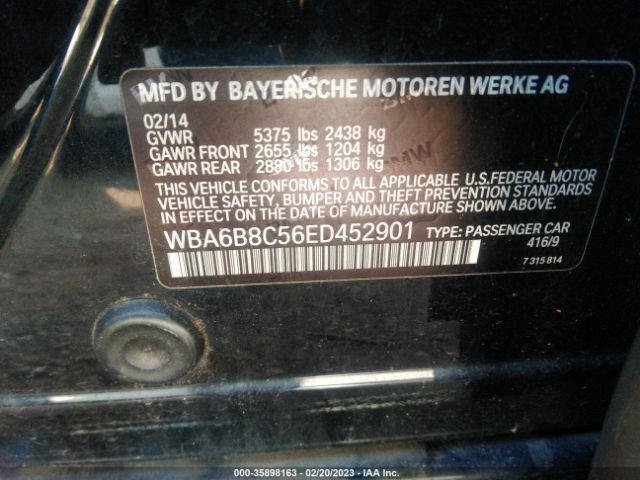 MFD BY BAYERISCHE MOTOREN WERKE AG
02/14
GVWR 5375 lbs 2438 kg
GAWR FRONT 2655 lbs 1204 kg
GAWR REAR 2880 lbs 1306 kg
THIS VEHICLE CONFORMS TO ALL APPLICABLE U.S.FEDERAL MOTOR
VEHICLE SAFETY, BUMPER AND THEFT PREVENTION STANDARDS
IN EFFECT ON THE DATE OF MANUFACTURE SHOWN ABOVE.
WBA6B8C56ED452901 TYPE: PASSENGER CAR
416/9
7 315 814
000-35898163 - 02/20/2023 - IAA Inc.